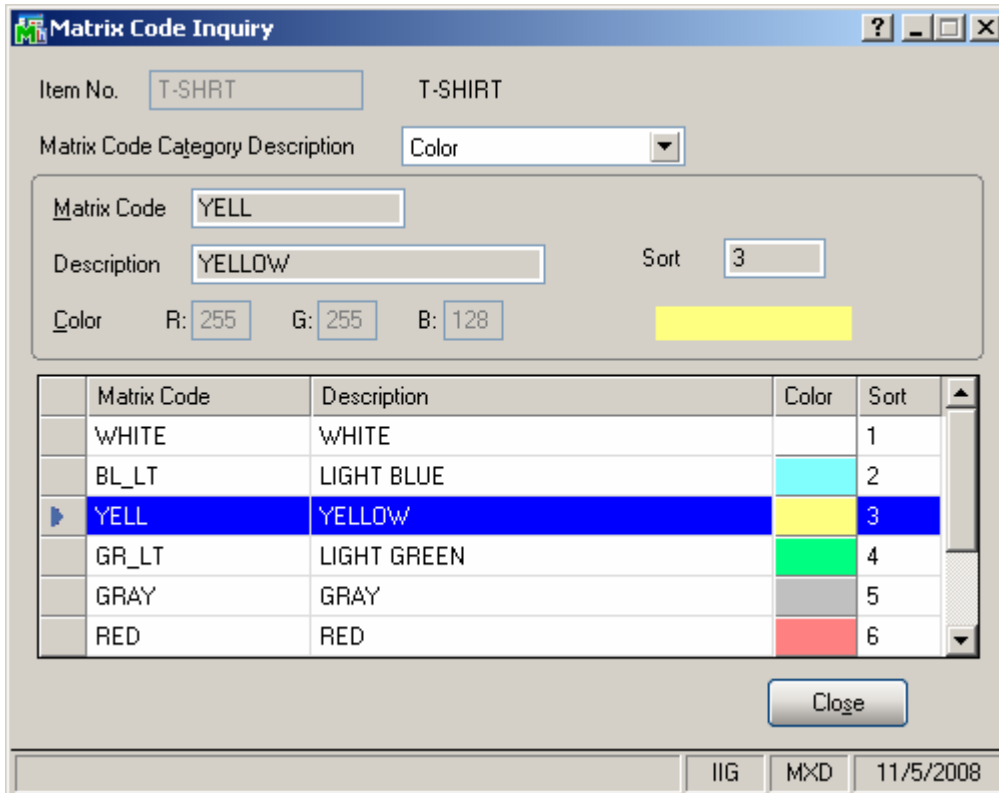 Matrix Code Inquiry ?
Item No. T-SHRT T-SHIRT
Matrix Code Category Description Color
Matrix Code YELL
Description YELLOW Sort 3
Color R: 255 G: 255 B: 128
Matrix Code Description Color Sort
WHITE WHITE 1
BL_LT LIGHT BLUE 2
YELL YELLOW 3
GR_LT LIGHT GREEN 4
GRAY GRAY 5
RED RED 6
Close
IIG MXD 11/5/2008